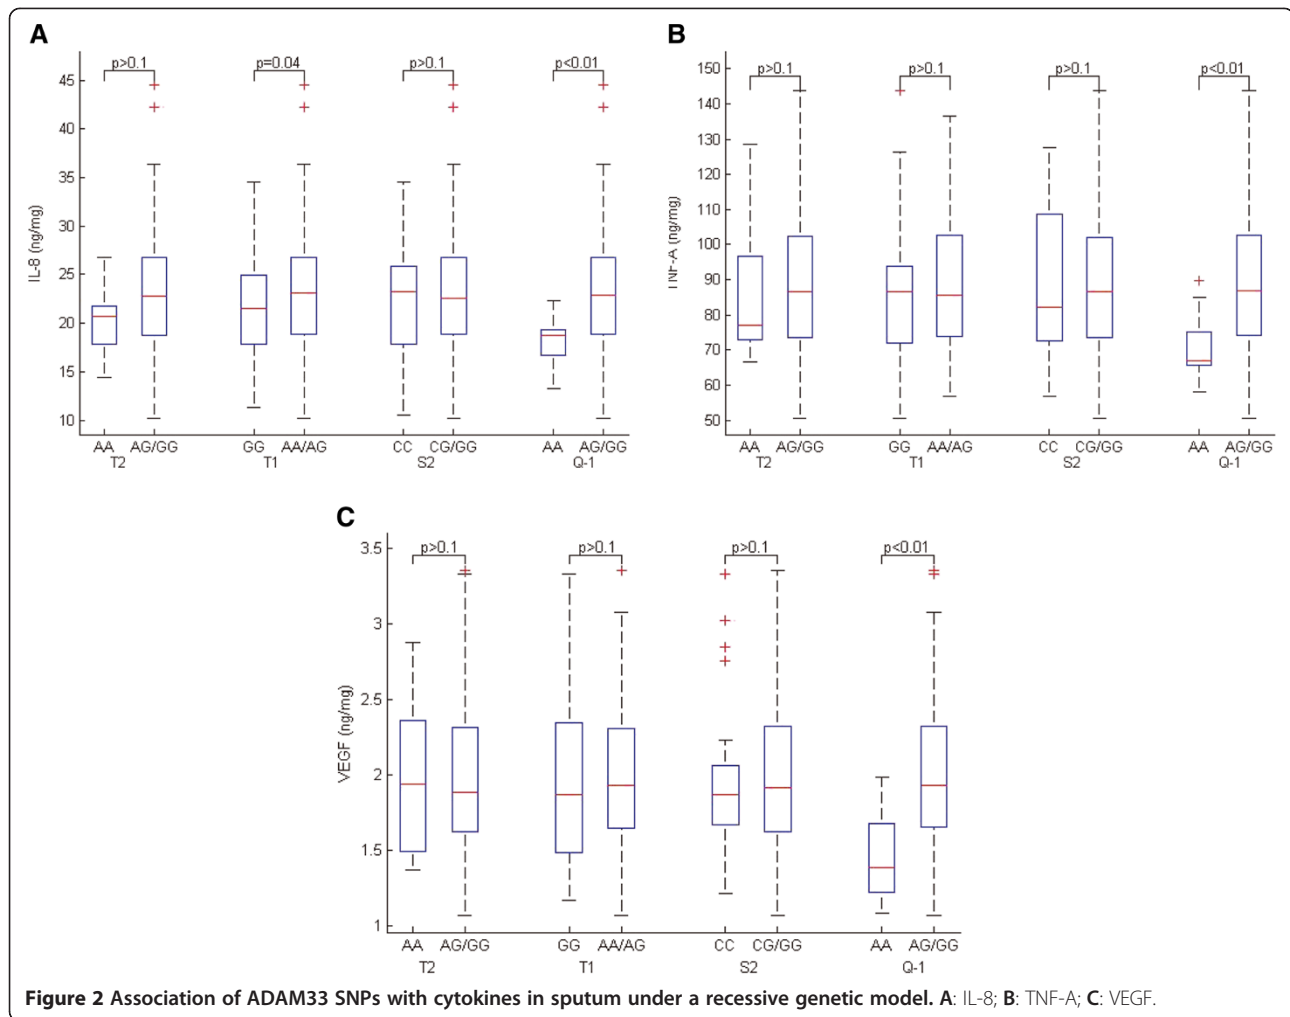 A
p>0.1 p=0.04 p>0.1 p<0.01
45
40
35
30
25
20
15
10
IL-8 (ng/mg)
AA AG/GG GG AA/AG CC CG/GG AA AG/GG
T2 T1 S2 Q-1
B
p>0.1 p>0.1 p>0.1 p<0.01
150
140
130
120
110
100
90
80
70
60
50
TNF-A (ng/mg)
AA AG/GG GG AA/AG CC CG/GG AA AG/GG
T2 T1 S2 Q-1
C
p>0.1 p>0.1 p>0.1 p<0.01
3.5
3
2.5
2
1.5
1
VEGF (ng/mg)
AA AG/GG GG AA/AG CC CG/GG AA AG/GG
T2 T1 S2 Q-1
Figure 2 Association of ADAM33 SNPs with cytokines in sputum under a recessive genetic model. A: IL-8; B: TNF-A; C: VEGF.